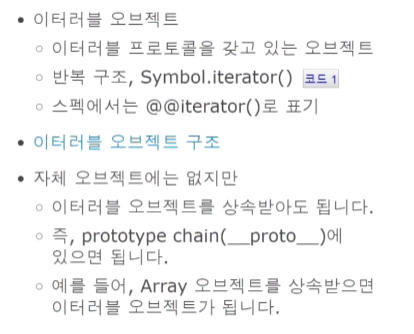 이터러블 오브젝트
이터러블 프로토콜을 갖고 있는 오브젝트
반복 구조, Symbol.iterator() 코드 1
스펙에서는 @@iterator()로 표기
이터러블 오브젝트 구조
자체 오브젝트에는 없지만
이터러블 오브젝트를 상속받아도 됩니다.
즉, prototype chain(__proto__)에
있으면 됩니다.
예를 들어, Array 오브젝트를 상속받으면
이터러블 오브젝트가 됩니다.